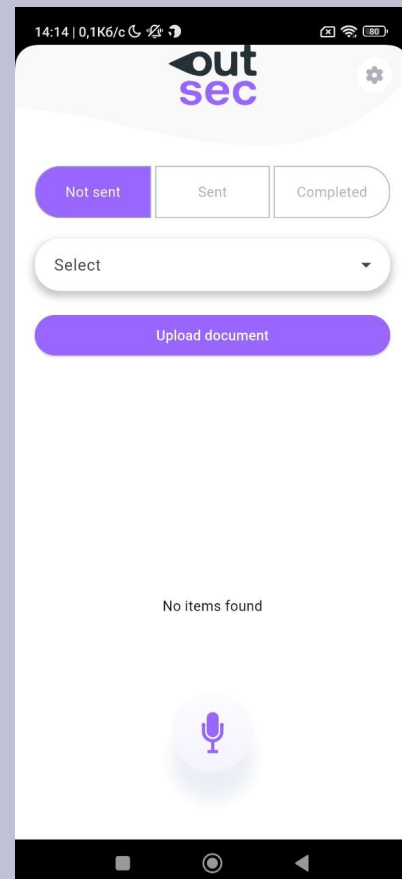 14:14 | 0,1Кб/с
80
out
sec
Not sent
Sent
Completed
Select
Upload document
No items found